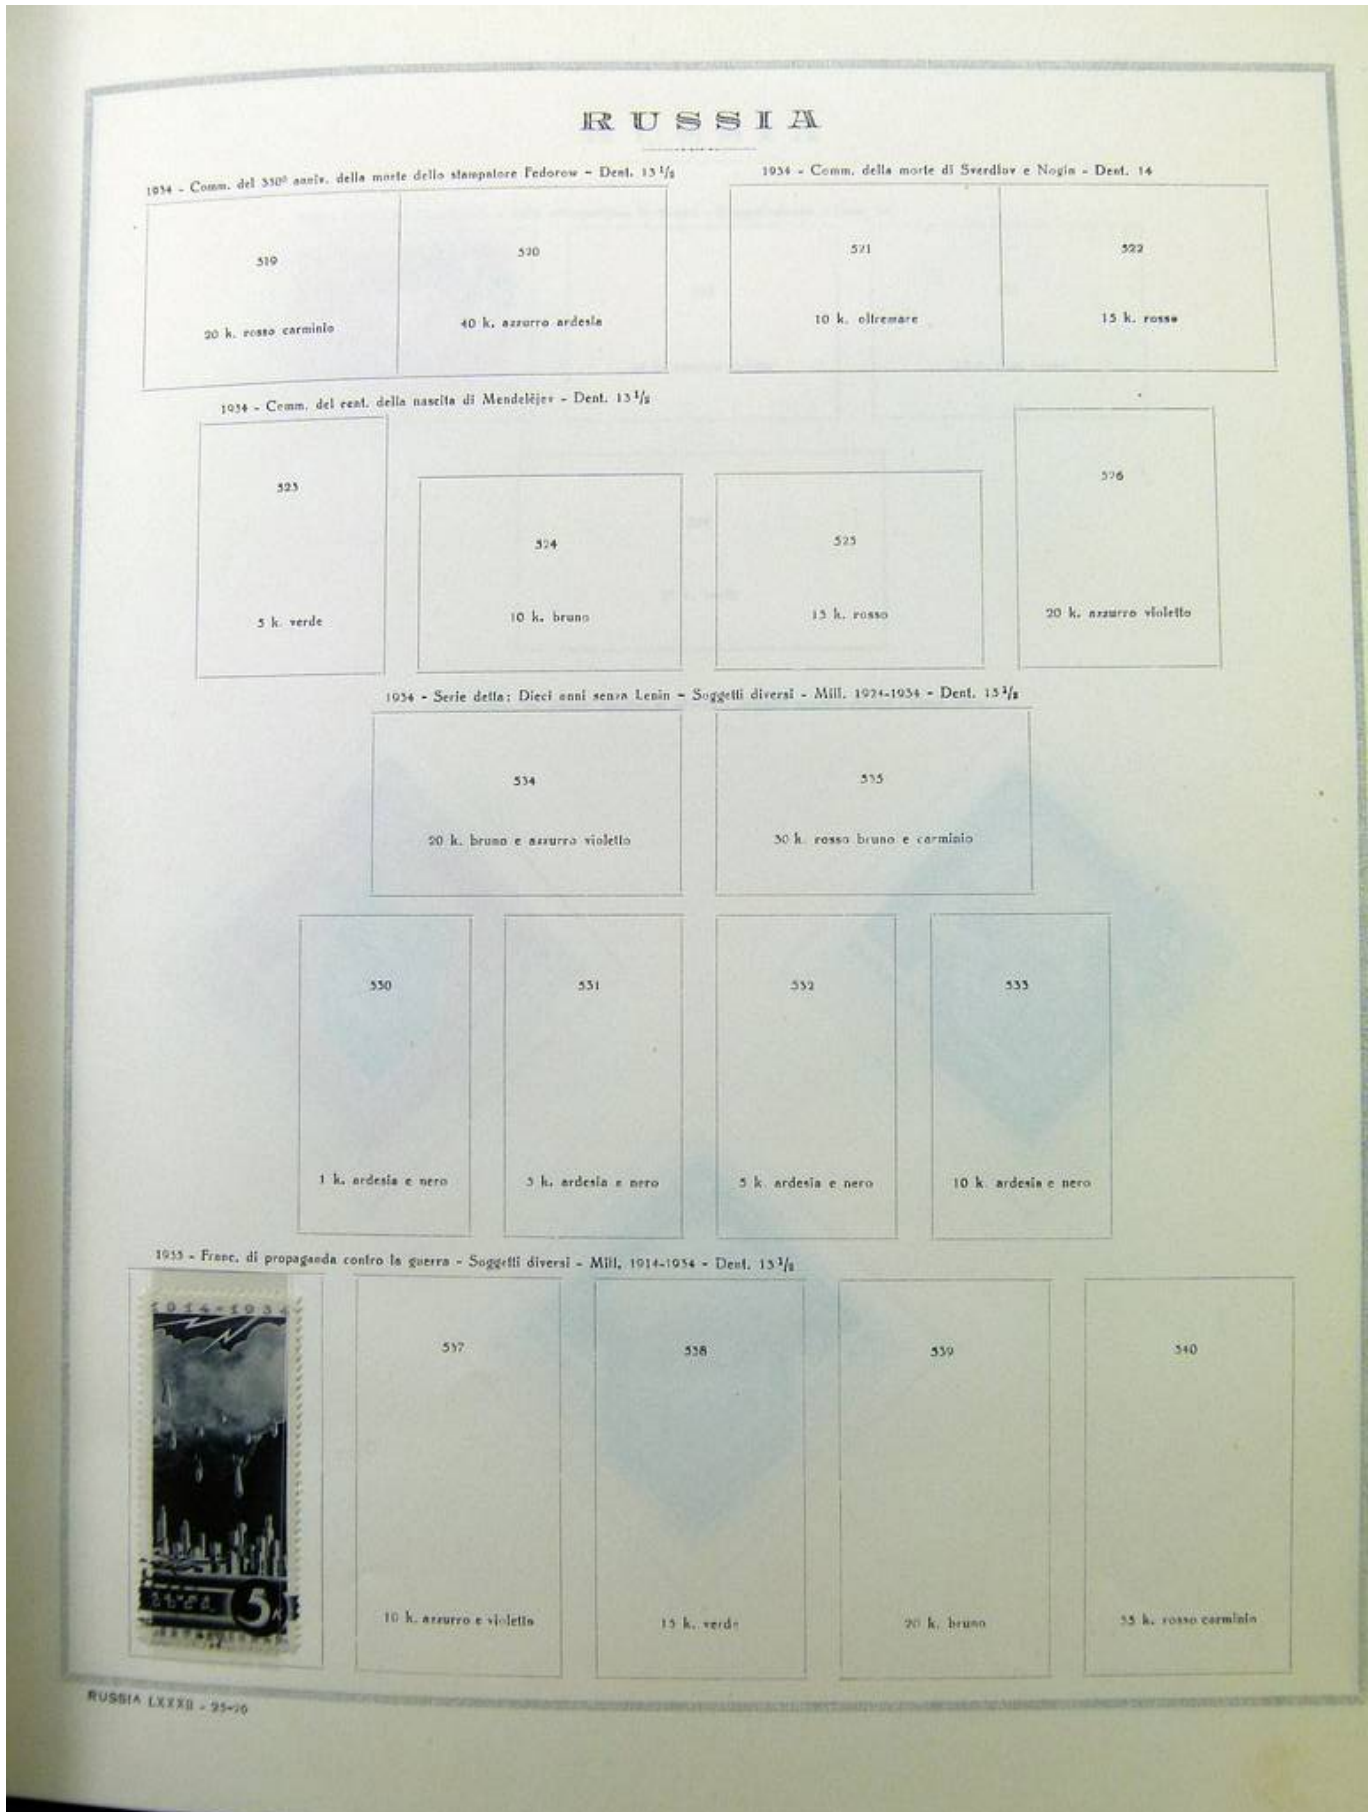 RUSSIA
1934 - Comm. del 350º anniv. della morte dello stampatore Fedorow - Dent. 13 1/2
1934 - Comm. della morte di Sverdlov e Nogin - Dent. 14
519
520
521
522
20 k. rosso carminio
40 k. azzurro ardesia
10 k. oltremare
15 k. rosso
1934 - Comm. del cent. della nascita di Mendelêjev - Dent. 13 1/2
523
524
525
526
5 k. verde
10 k. bruno
15 k. rosso
20 k. azzurro violetto
1934 - Serie detta: Dieci anni senza Lenin - Soggetti diversi - Mill. 1924-1934 - Dent. 13 1/2
534
535
20 k. bruno e azzurro violetto
30 k. rosso bruno e carminio
530
531
532
533
1 k. ardesia e nero
3 k. ardesia e nero
5 k. ardesia e nero
10 k. ardesia e nero
1935 - Franc. di propaganda contro la guerra - Soggetti diversi - Mill. 1914-1934 - Dent. 13 1/2
1914-1934
537
538
539
540
5
10 k. azzurro e violetto
15 k. verde
20 k. bruno
35 k. rosso carminio
RUSSIA LXXXII - 25-70